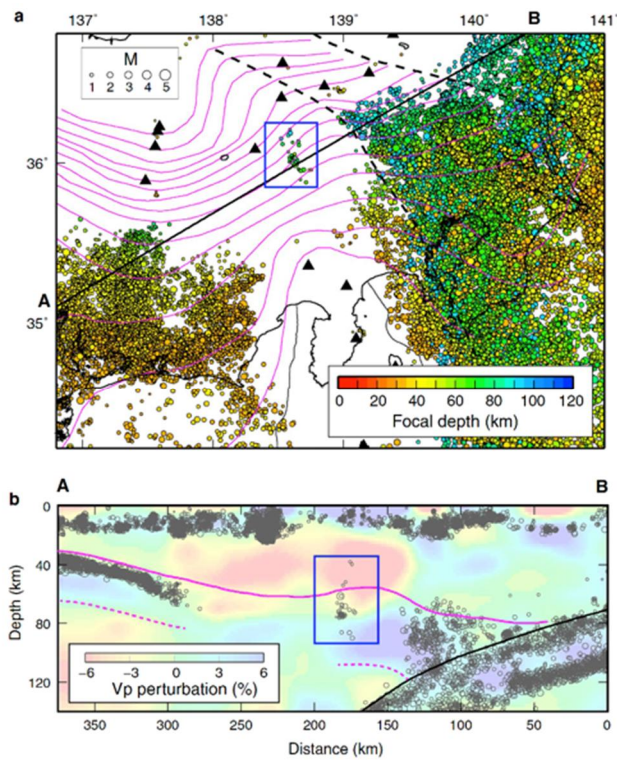 a
137˚ 138˚ 139˚ 140˚ B 141˚
M
1 2 3 4 5
36˚
A
35˚
0 20 40 60 80 100 120
Focal depth (km)
b A B
0
40
80
120
Depth (km)
−6 −3 0 3 6
Vp perturbation (%)
350 300 250 200 150 100 50 0
Distance (km)